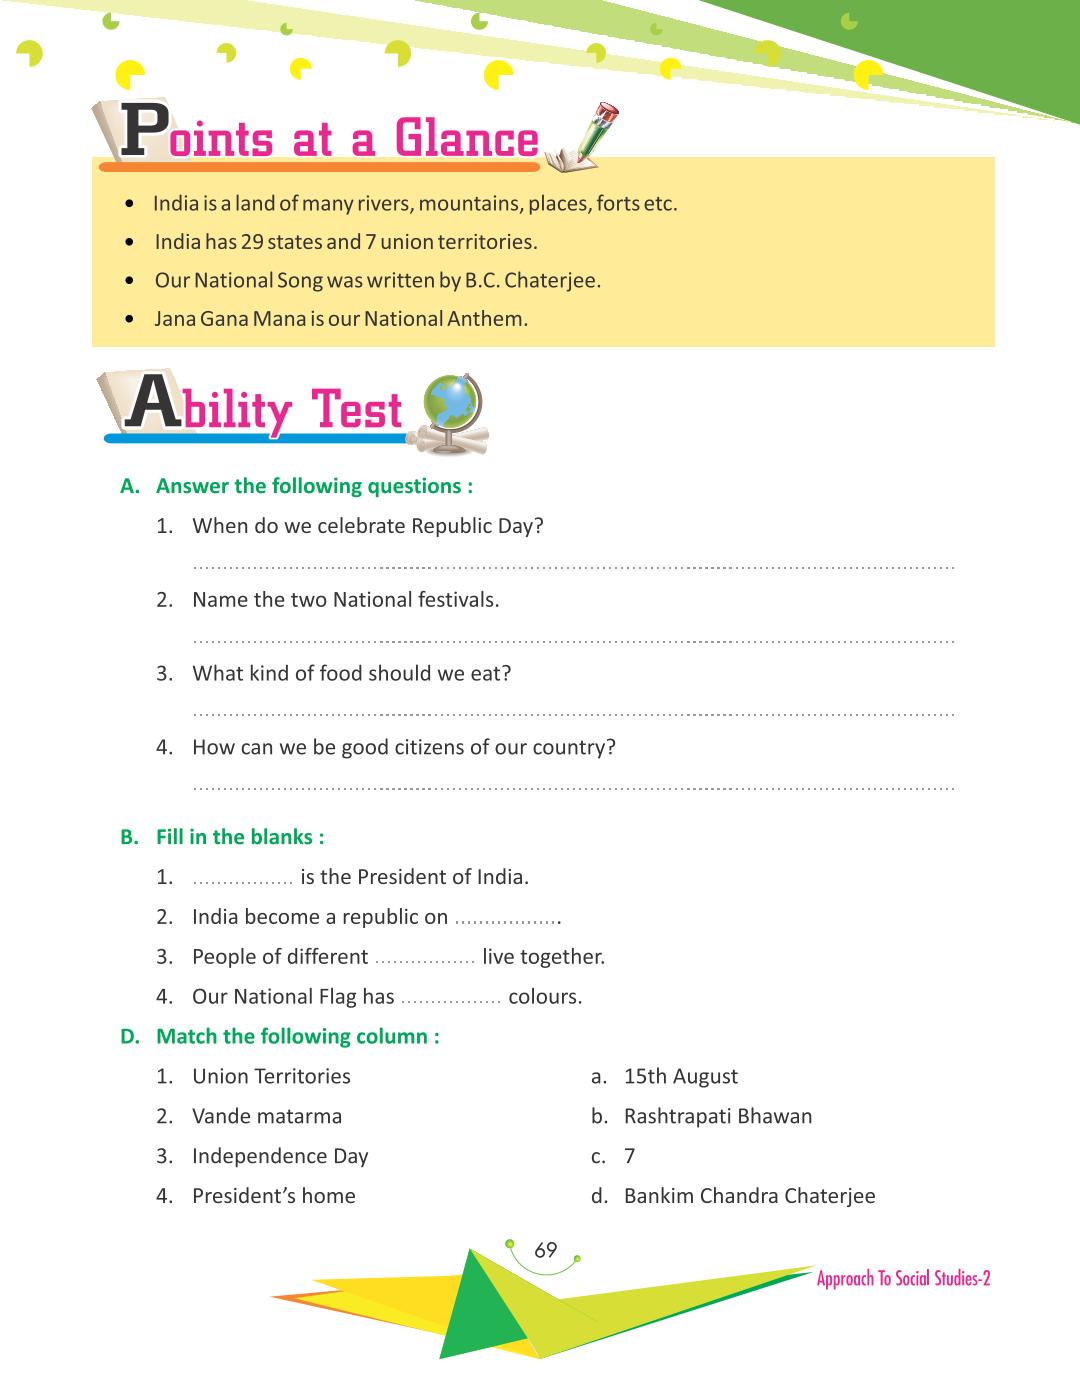 Points at a Glance
• India is a land of many rivers, mountains, places, forts etc.
• India has 29 states and 7 union territories.
• Our National Song was written by B.C. Chaterjee.
• Jana Gana Mana is our National Anthem.
Ability Test
A. Answer the following questions :
1. When do we celebrate Republic Day?
2. Name the two National festivals.
3. What kind of food should we eat?
4. How can we be good citizens of our country?
B. Fill in the blanks :
1. ................. is the President of India.
2. India become a republic on ..................
3. People of different ................. live together.
4. Our National Flag has ................. colours.
D. Match the following column :
1. Union Territories a. 15th August
2. Vande matarma b. Rashtrapati Bhawan
3. Independence Day c. 7
4. President's home d. Bankim Chandra Chaterjee
69
Approach To Social Studies-2